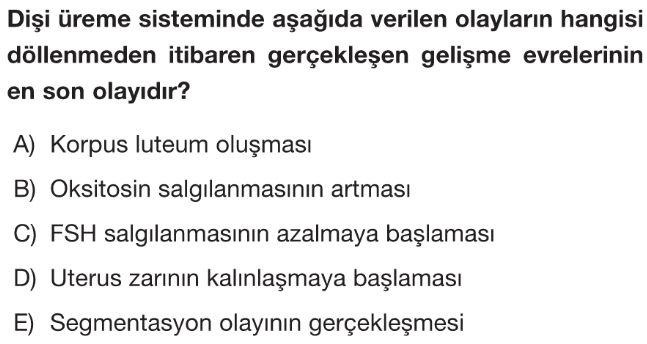 Dişi üreme sisteminde aşağıda verilen olayların hangisi
döllenmeden itibaren gerçekleşen gelişme evrelerinin
en son olayıdır?
A) Korpus luteum oluşması
B) Oksitosin salgılanmasının artması
C) FSH salgılanmasının azalmaya başlaması
D) Uterus zarının kalınlaşmaya başlaması
E) Segmentasyon olayının gerçekleşmesi